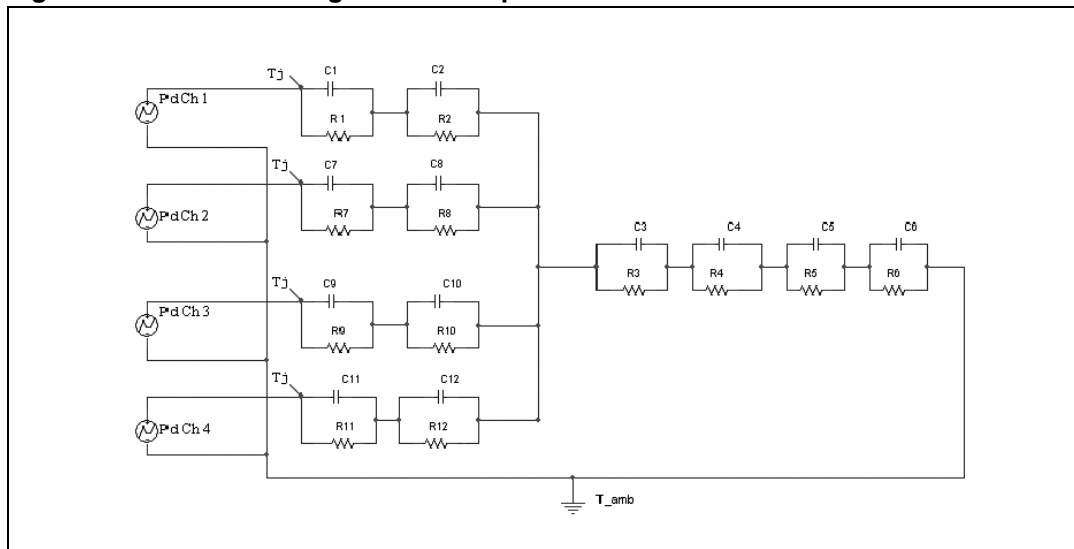 Tj C1 C2
PdCh1
R1 R2
Tj C7 C8
PdCh2
R7 R8
C3 C4 C5 C6
R3 R4 R5 R6
Tj C9 C10
PdCh3
R9 R10
Tj C11 C12
PdCh4
R11 R12
T_amb